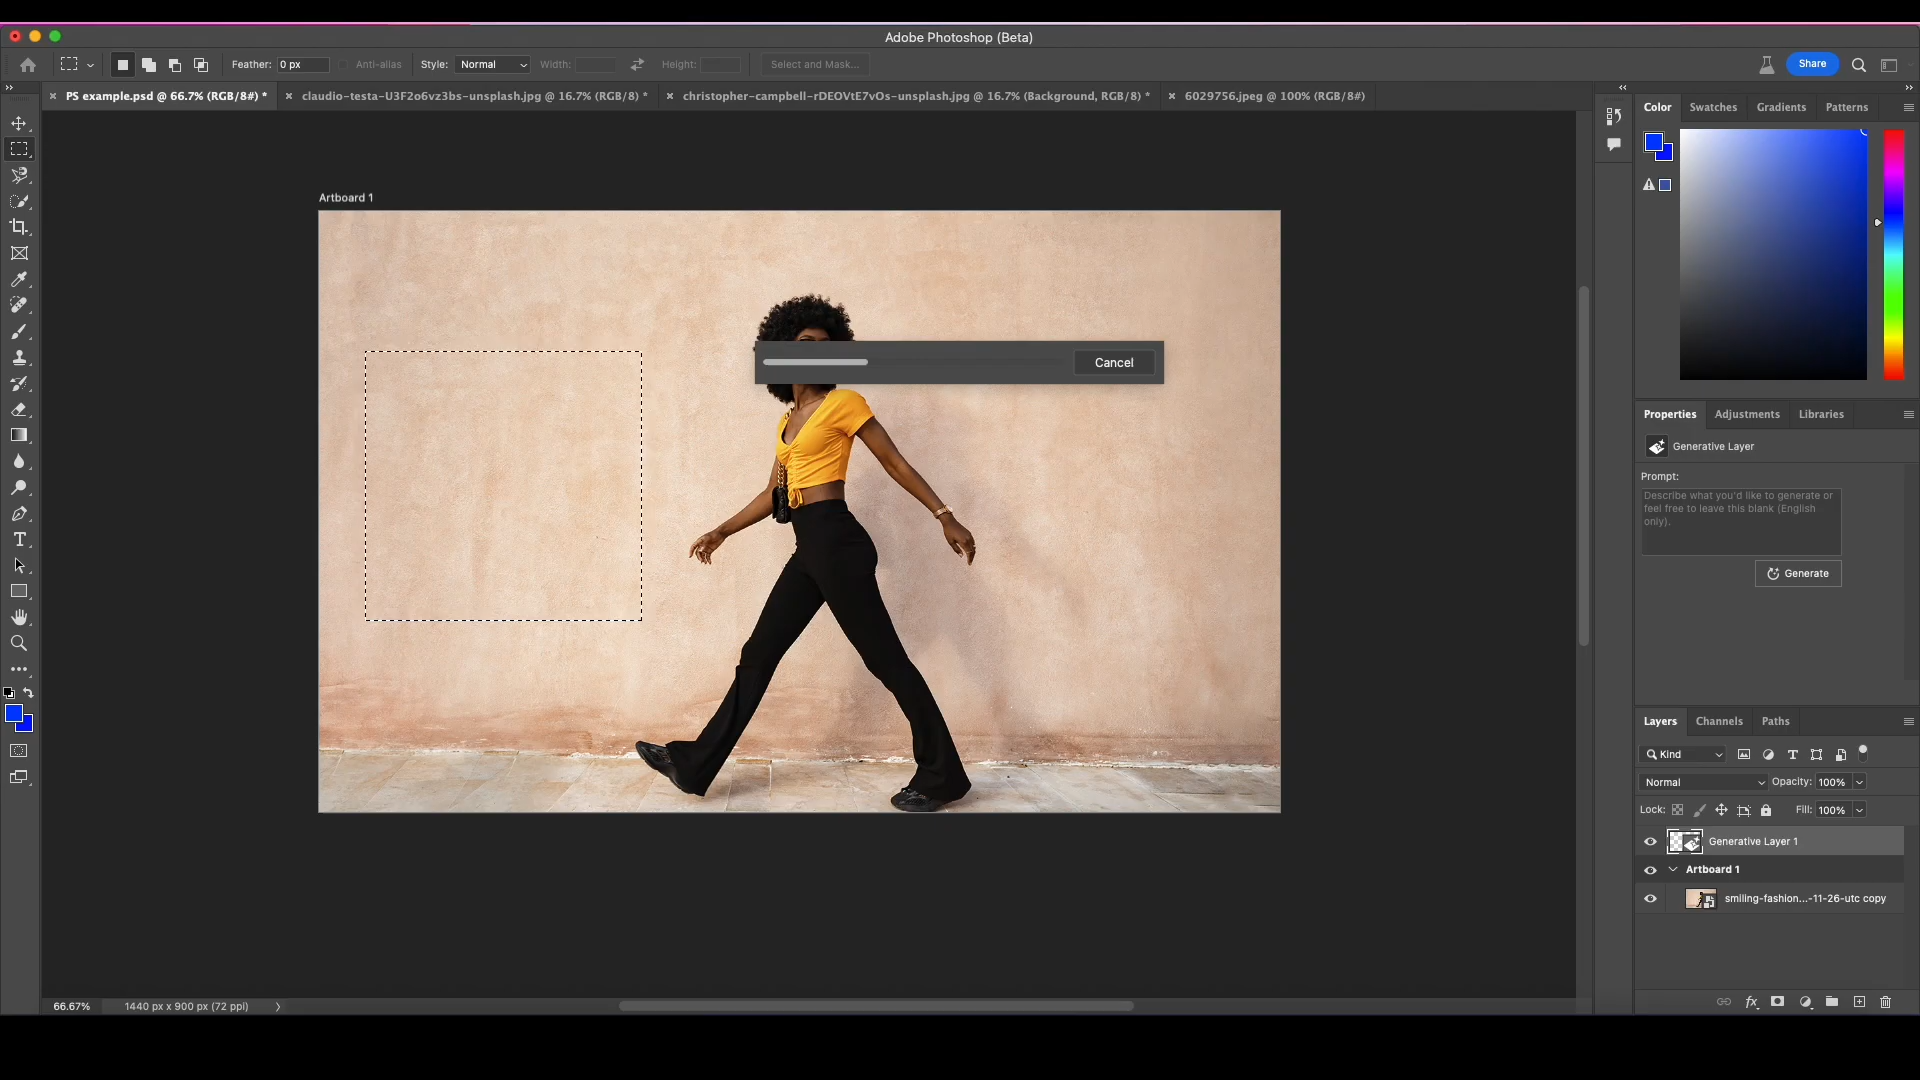 Adobe Photoshop (Beta)
Feather: 0 px Anti-alias Style: Normal Width: Height: Select and Mask... Share
PS example.psd @ 66.7% (RGB/8#) * claudio-testa-U3F2o6vz3bs-unsplash.jpg @ 16.7% (RGB/8) * christopher-campbell-rDEOVtE7vOs-unsplash.jpg @ 16.7% (Background, RGB/8) * 6029756.jpeg @ 100% (RGB/8#)
Color Swatches Gradients Patterns
Artboard 1
Cancel
Properties Adjustments Libraries
Generative Layer
Prompt:
Describe what you'd like to generate or
feel free to leave this blank (English
only).
Generate
Layers Channels Paths
Kind
Normal Opacity: 100%
Lock: Fill: 100%
Generative Layer 1
Artboard 1
smiling-fashion...-11-26-utc copy
66.67% 1440 px x 900 px (72 ppi)